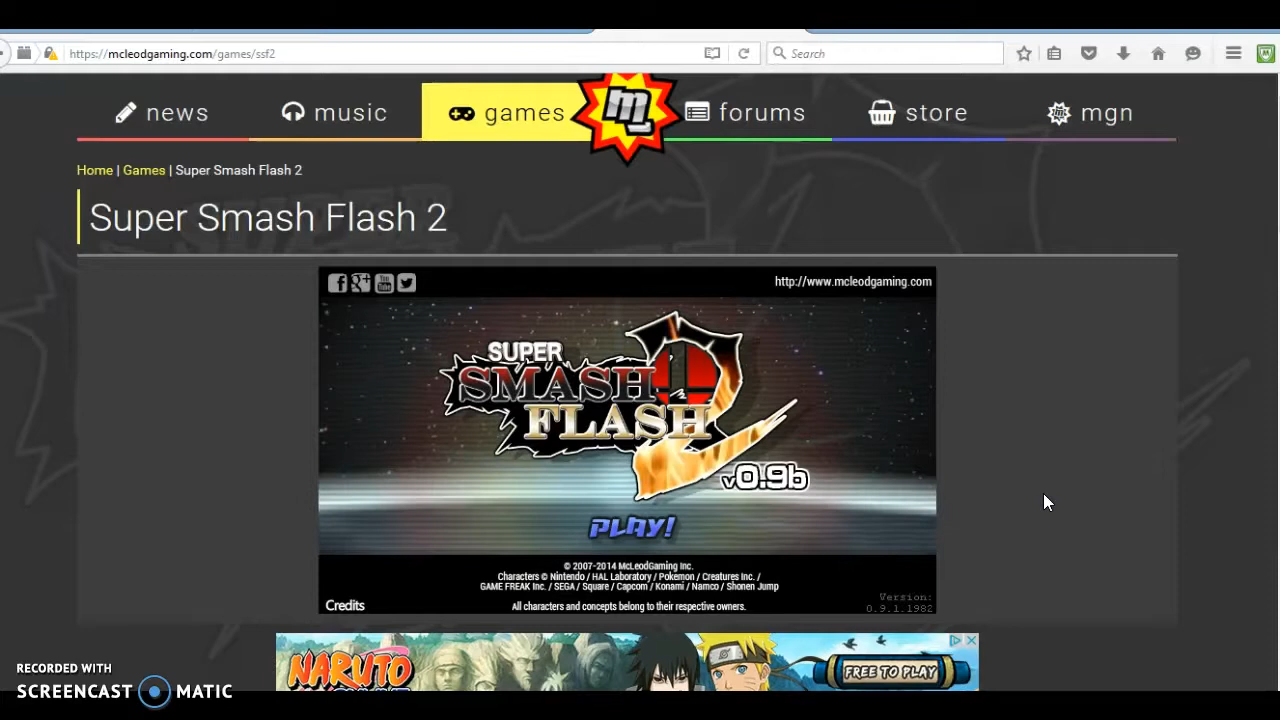 https://mcleodgaming.com/games/ssf2
Search
news
music
games
m
forums
store
mgn
Home | Games | Super Smash Flash 2
Super Smash Flash 2
http://www.mcleodgaming.com
SUPER
SMASH
FLASH
2
v0.9b
PLAY!
© 2007-2014 McLeodGaming Inc.
Characters © Nintendo / HAL Laboratory / Pokemon / Creatures Inc. /
GAME FREAK Inc. / SEGA / Square / Capcom / Konami / Namco / Shonen Jump
Credits
All characters and concepts belong to their respective owners.
Version:
0.9.1.1982
NARUTO
FREE TO PLAY
RECORDED WITH
SCREENCAST MATIC